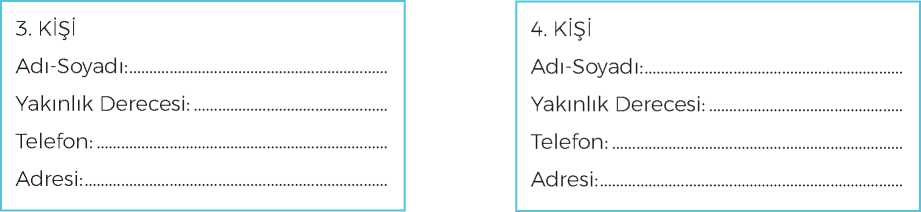 3. KİŞİ
Adı-Soyadı:................................................................
Yakınlık Derecesi: ................................................
Telefon: ........................................................................
Adresi:...........................................................................
4. KİŞİ
Adı-Soyadı:................................................................
Yakınlık Derecesi: ................................................
Telefon: ........................................................................
Adresi:...........................................................................